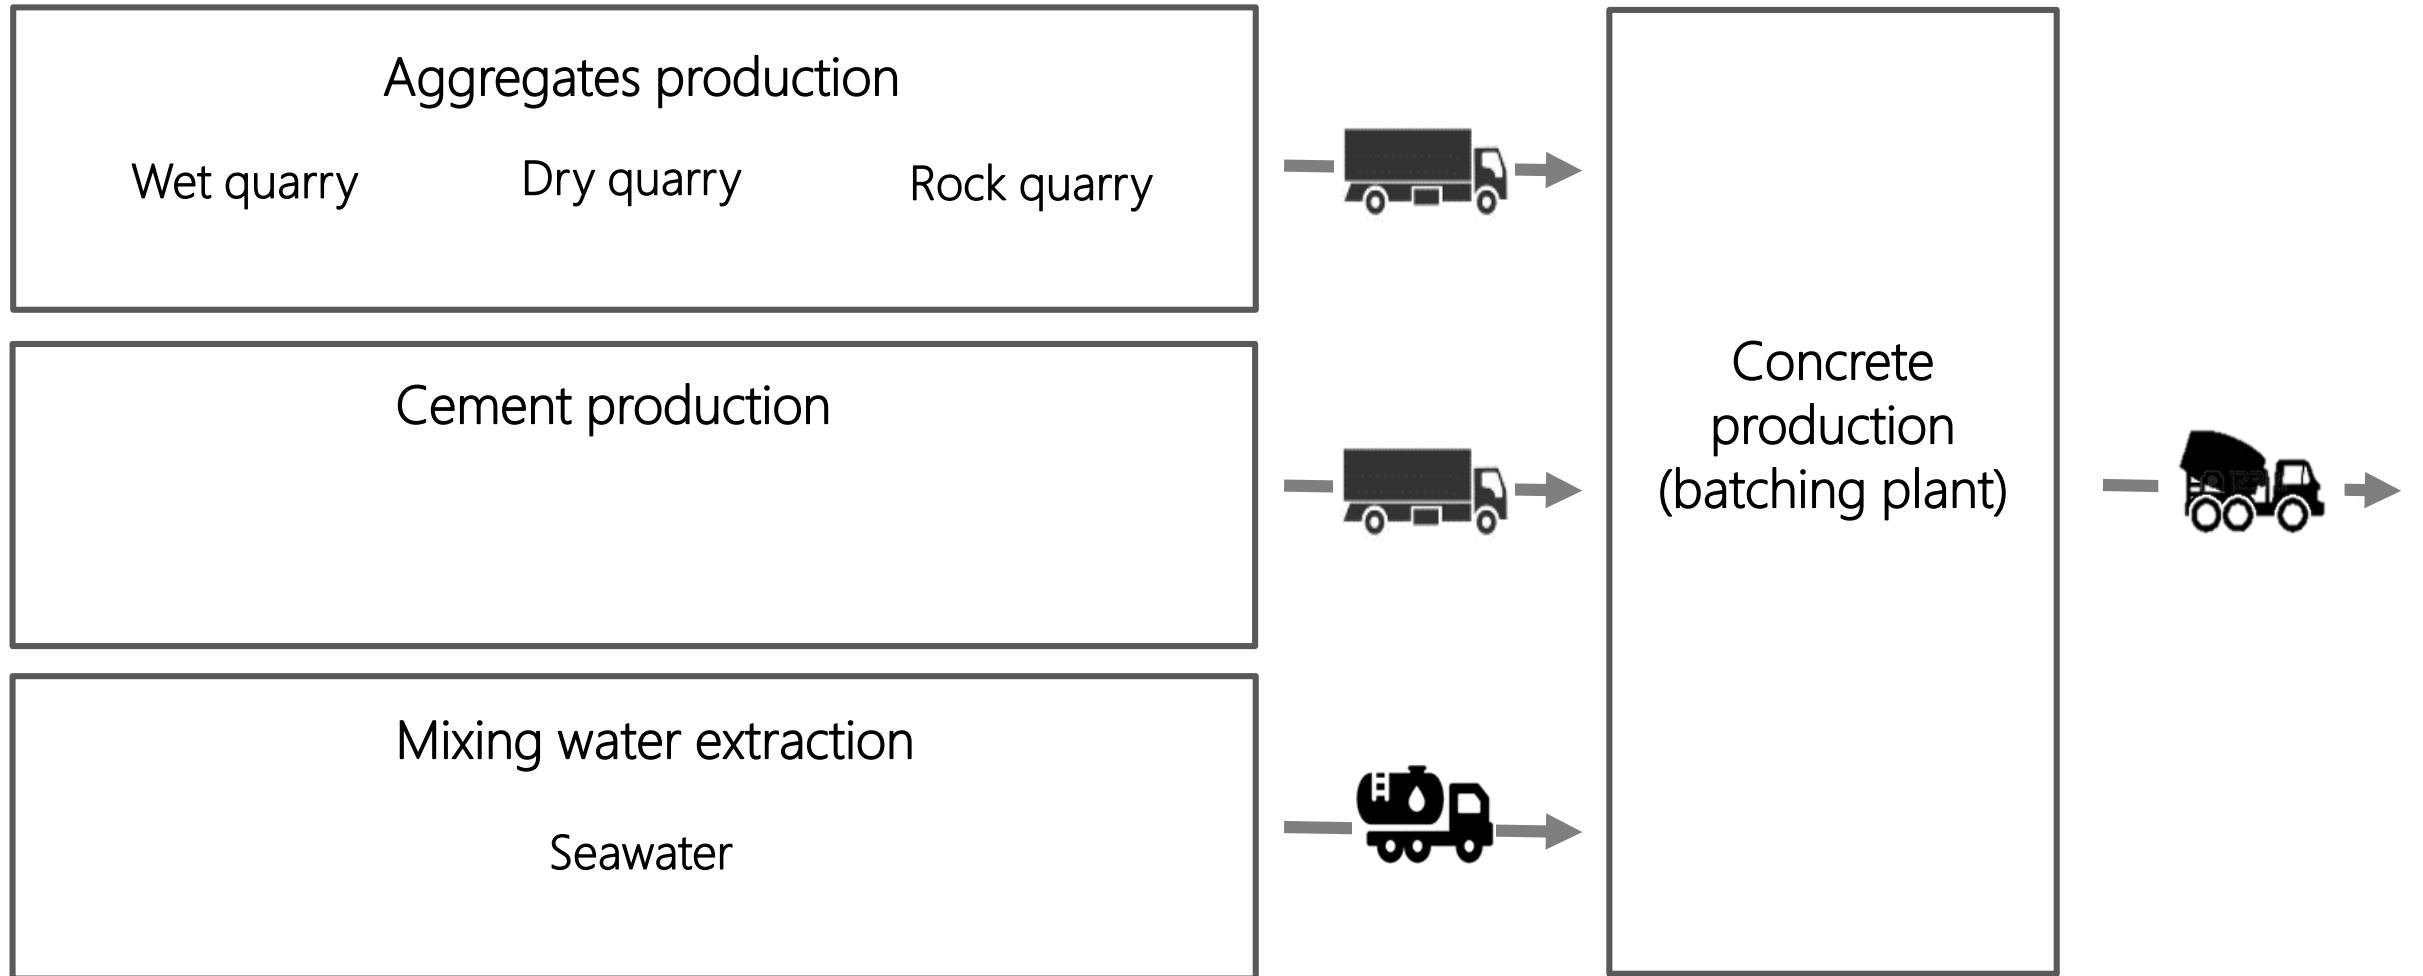 Aggregates production
Wet quarry
Dry quarry
Rock quarry
Cement production
Mixing water extraction
Seawater
Concrete
production
(batching plant)